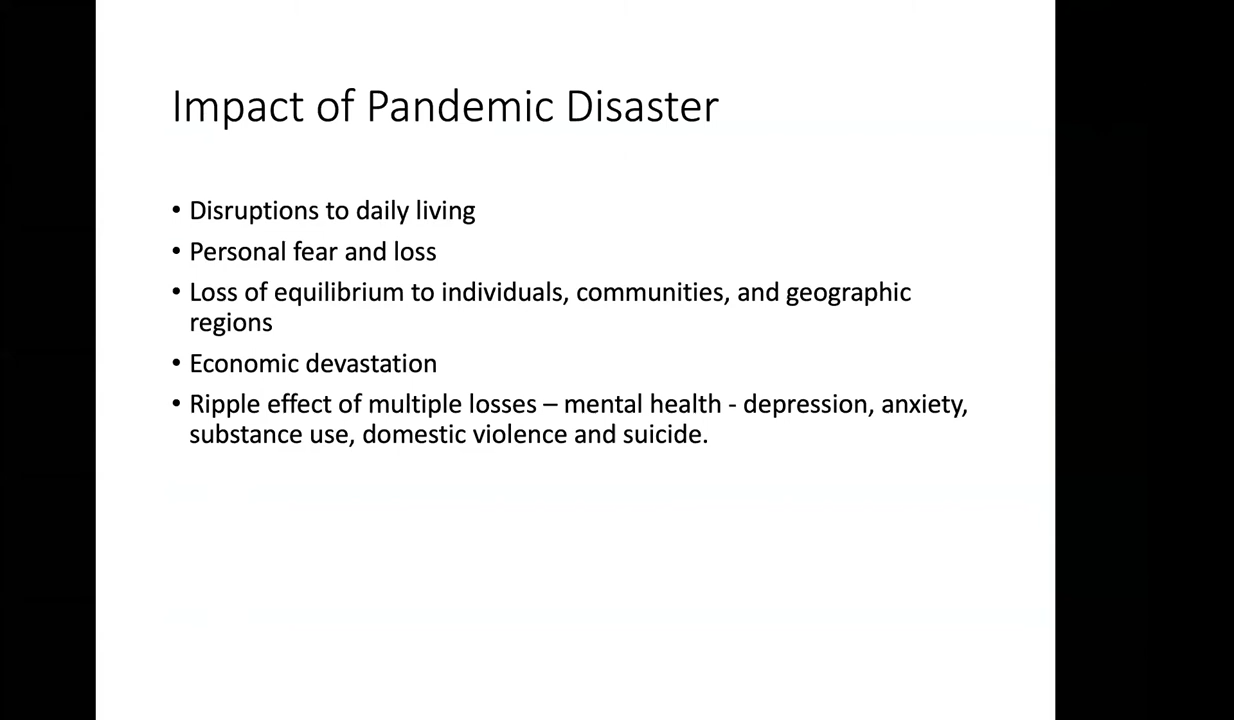 Impact of Pandemic Disaster
• Disruptions to daily living
• Personal fear and loss
• Loss of equilibrium to individuals, communities, and geographic
regions
• Economic devastation
• Ripple effect of multiple losses – mental health - depression, anxiety,
substance use, domestic violence and suicide.